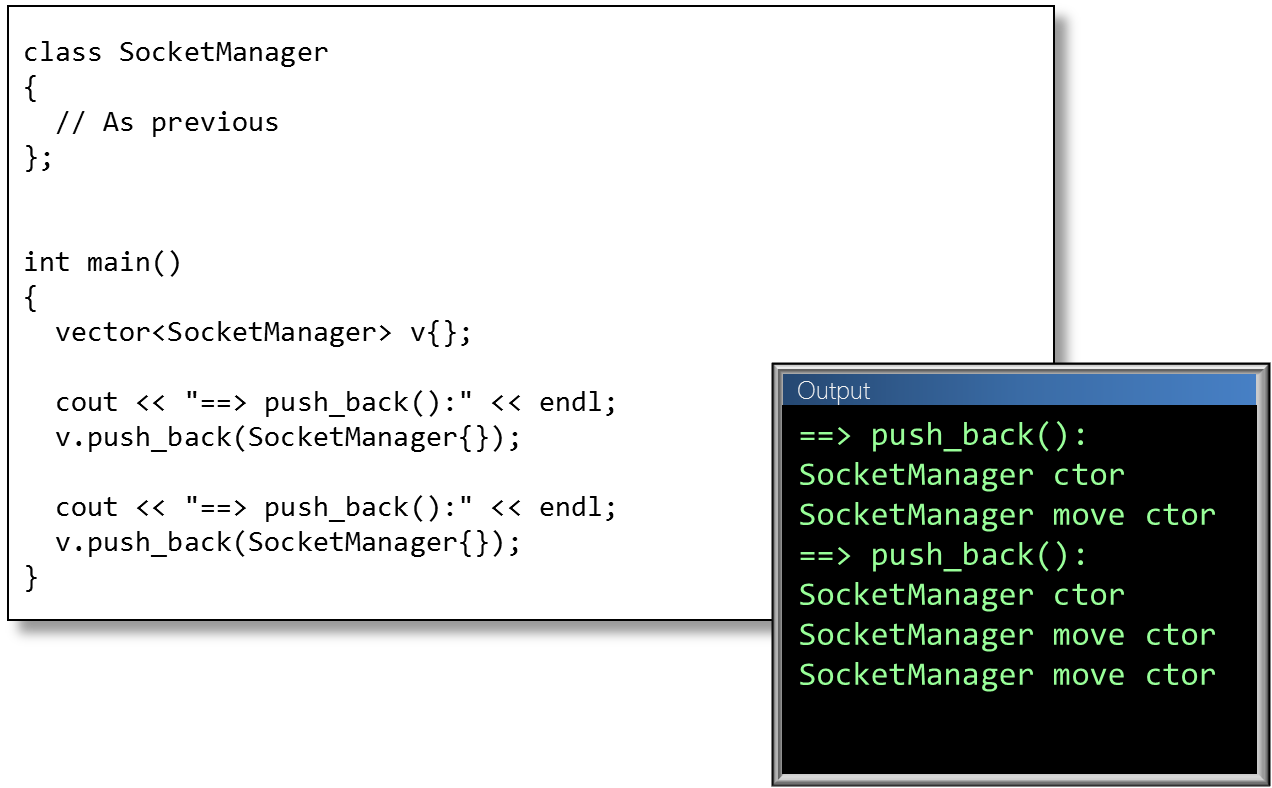 class SocketManager
{
  // As previous
};
int main()
{
  vector<SocketManager> v{};
  cout << "==> push_back():" << endl;
  v.push_back(SocketManager{});
  cout << "==> push_back():" << endl;
  v.push_back(SocketManager{});
}
Output
==> push_back():
SocketManager ctor
SocketManager move ctor
==> push_back():
SocketManager ctor
SocketManager move ctor
SocketManager move ctor